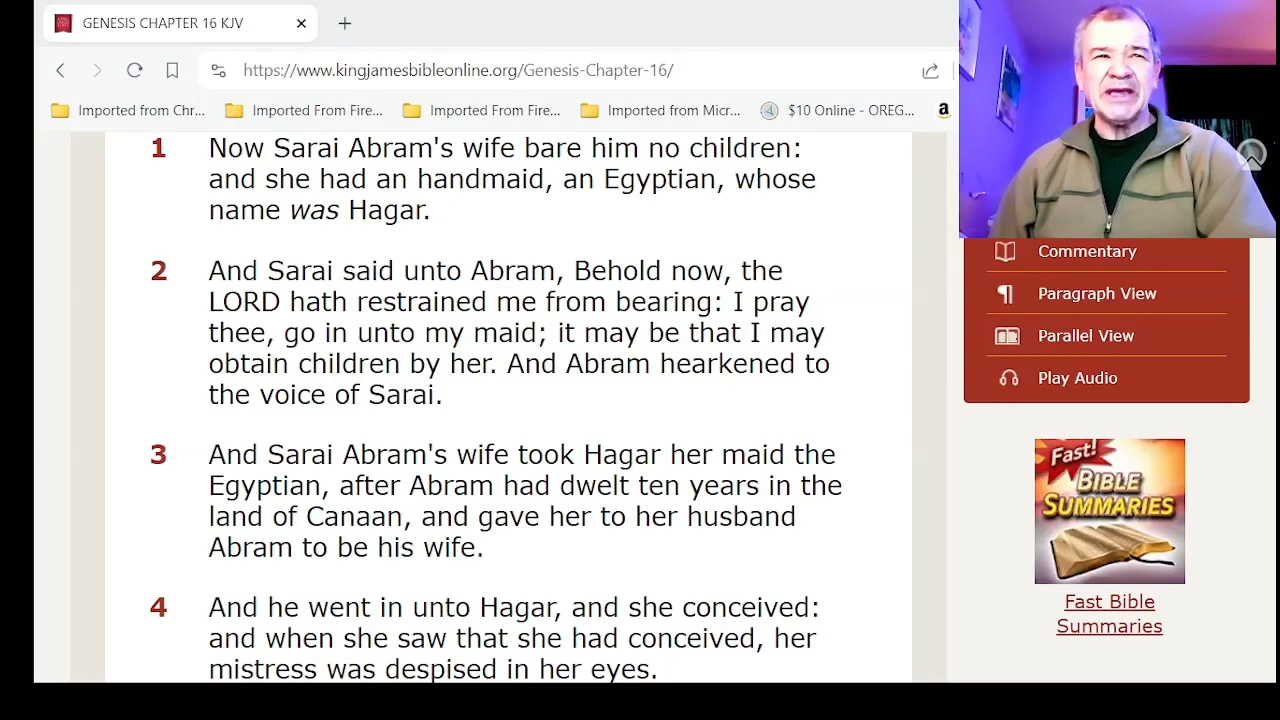 GENESIS CHAPTER 16 KJV
https://www.kingjamesbibleonline.org/Genesis-Chapter-16/
Imported from Chr... Imported From Fire... Imported From Fire... Imported from Micr... $10 Online - OREG...
1 Now Sarai Abram's wife bare him no children:
and she had an handmaid, an Egyptian, whose
name was Hagar.
2 And Sarai said unto Abram, Behold now, the
LORD hath restrained me from bearing: I pray
thee, go in unto my maid; it may be that I may
obtain children by her. And Abram hearkened to
the voice of Sarai.
3 And Sarai Abram's wife took Hagar her maid the
Egyptian, after Abram had dwelt ten years in the
land of Canaan, and gave her to her husband
Abram to be his wife.
4 And he went in unto Hagar, and she conceived:
and when she saw that she had conceived, her
mistress was despised in her eyes.
Commentary
Paragraph View
Parallel View
Play Audio
Fast!
BIBLE
SUMMARIES
Fast Bible
Summaries